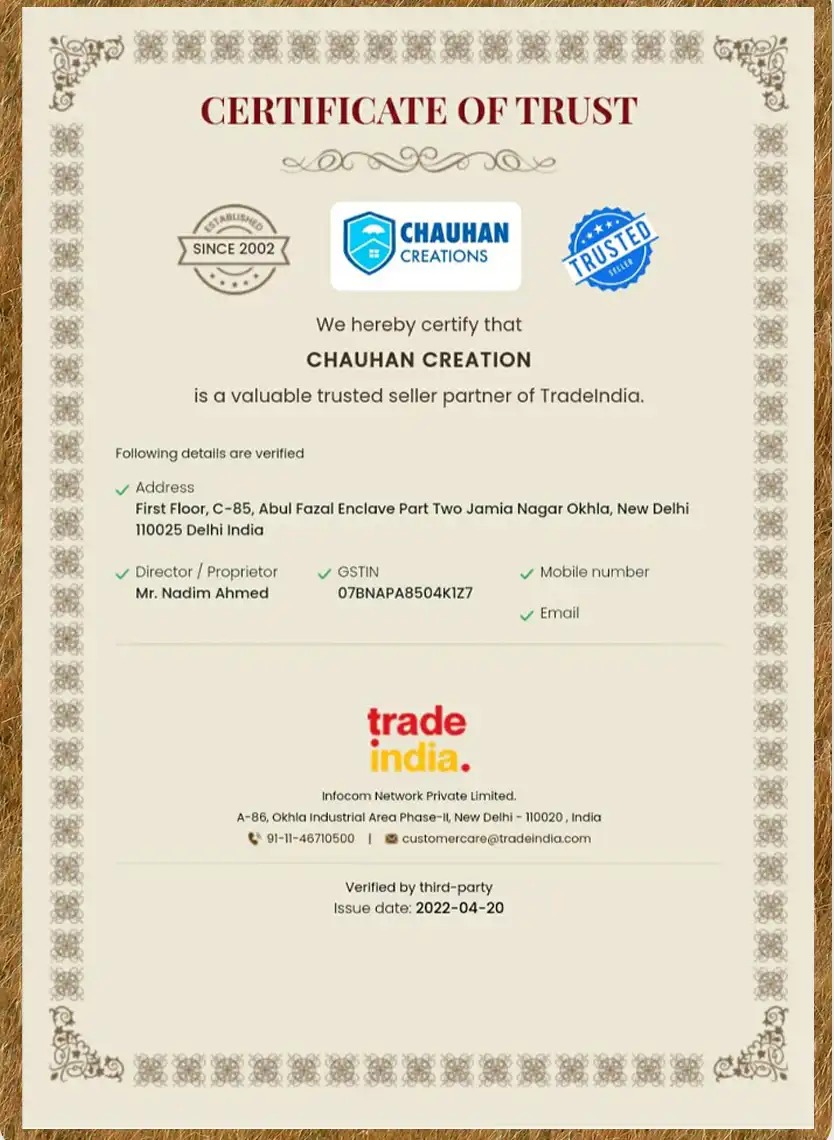 CERTIFICATE OF TRUST
ESTABLISHED
SINCE 2002
CHAUHAN
CREATIONS
TRUSTED
SELLER
We hereby certify that
CHAUHAN CREATION
is a valuable trusted seller partner of TradeIndia.
Following details are verified
Address
First Floor, C-85, Abul Fazal Enclave Part Two Jamia Nagar Okhla, New Delhi
110025 Delhi India
Director / Proprietor
Mr. Nadim Ahmed
GSTIN
07BNAPA8504K1Z7
Mobile number
Email
trade
india.
Infocom Network Private Limited.
A-86, Okhla Industrial Area Phase-II, New Delhi - 110020 , India
91-11-46710500 | customercare@tradeindia.com
Verified by third-party
Issue date: 2022-04-20